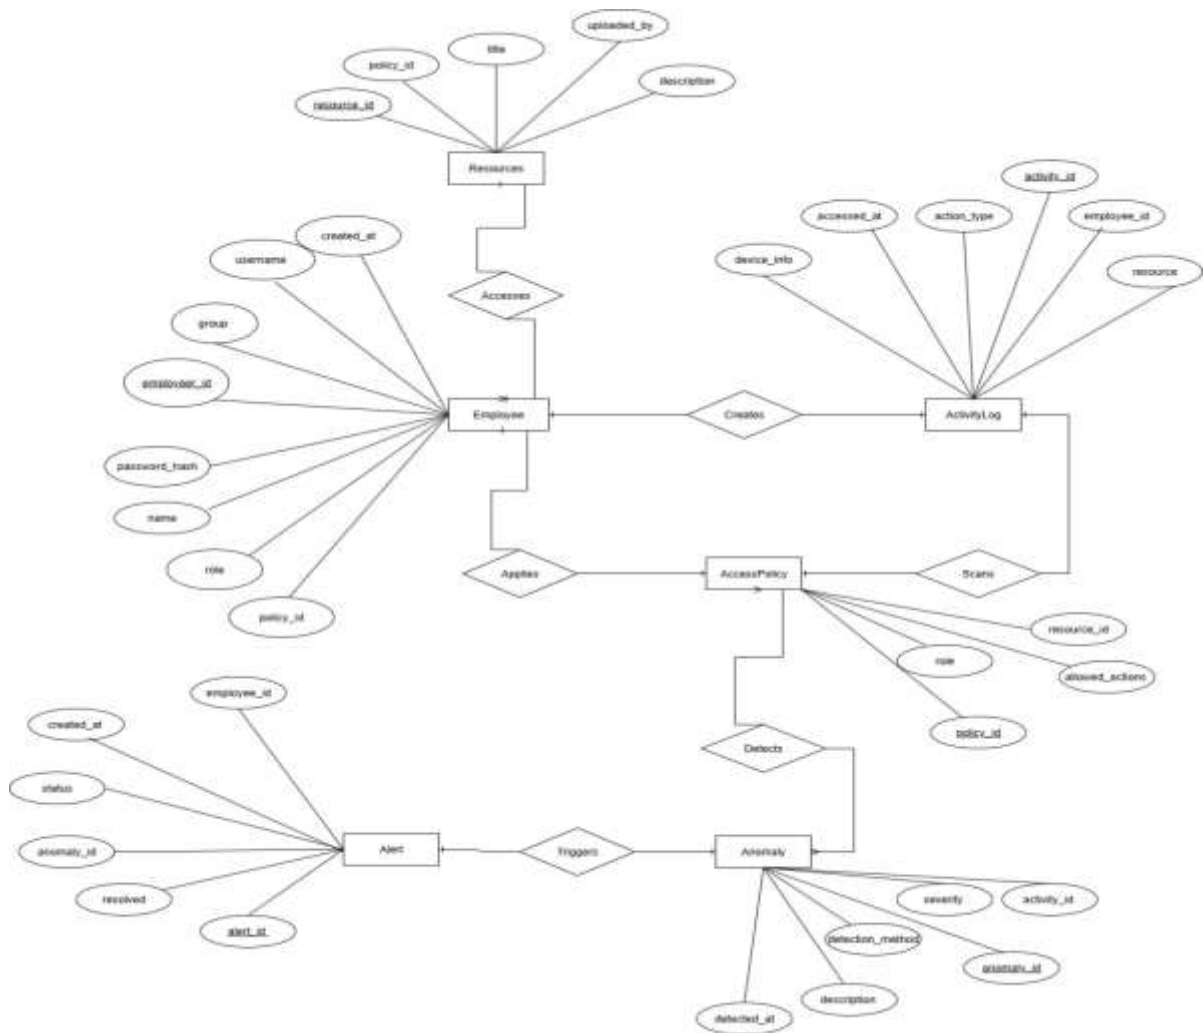 uploaded_by
title
policy_id
description
resource_id
Resources
activity_id
accessed_at
action_type
employee_id
created_at
username
device_info
resource
Accesses
group
employee_id
Employee
Creates
ActivityLog
password_hash
name
role
Applies
AccessPolicy
Scans
policy_id
resource_id
role
allowed_actions
policy_id
employee_id
created_at
Detects
status
Alert
Triggers
Anomaly
anomaly_id
resolved
severity
activity_id
alert_id
detection_method
anomaly_id
description
detected_at